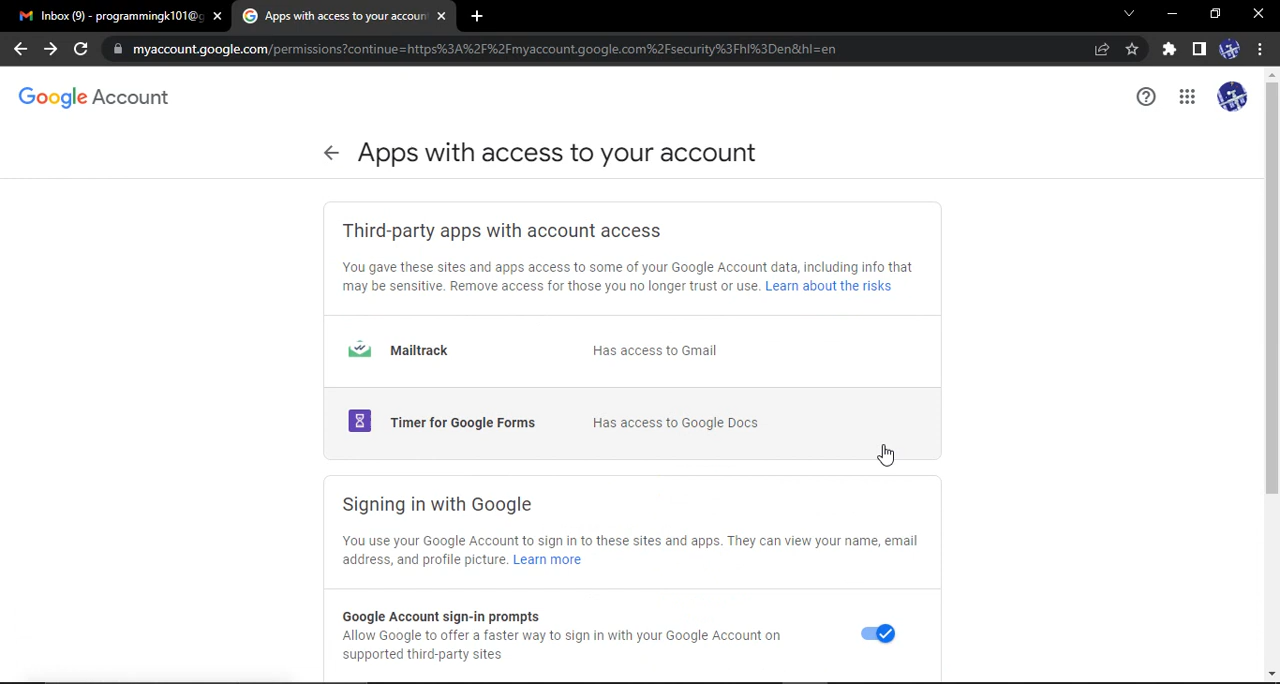 Inbox (9) - programmingk101@g
Apps with access to your accoun
myaccount.google.com/permissions?continue=https%3A%2F%2Fmyaccount.google.com%2Fsecurity%3Fhl%3Den&hl=en
Google Account
Apps with access to your account
Third-party apps with account access
You gave these sites and apps access to some of your Google Account data, including info that
may be sensitive. Remove access for those you no longer trust or use. Learn about the risks
Mailtrack Has access to Gmail
Timer for Google Forms Has access to Google Docs
Signing in with Google
You use your Google Account to sign in to these sites and apps. They can view your name, email
address, and profile picture. Learn more
Google Account sign-in prompts
Allow Google to offer a faster way to sign in with your Google Account on
supported third-party sites